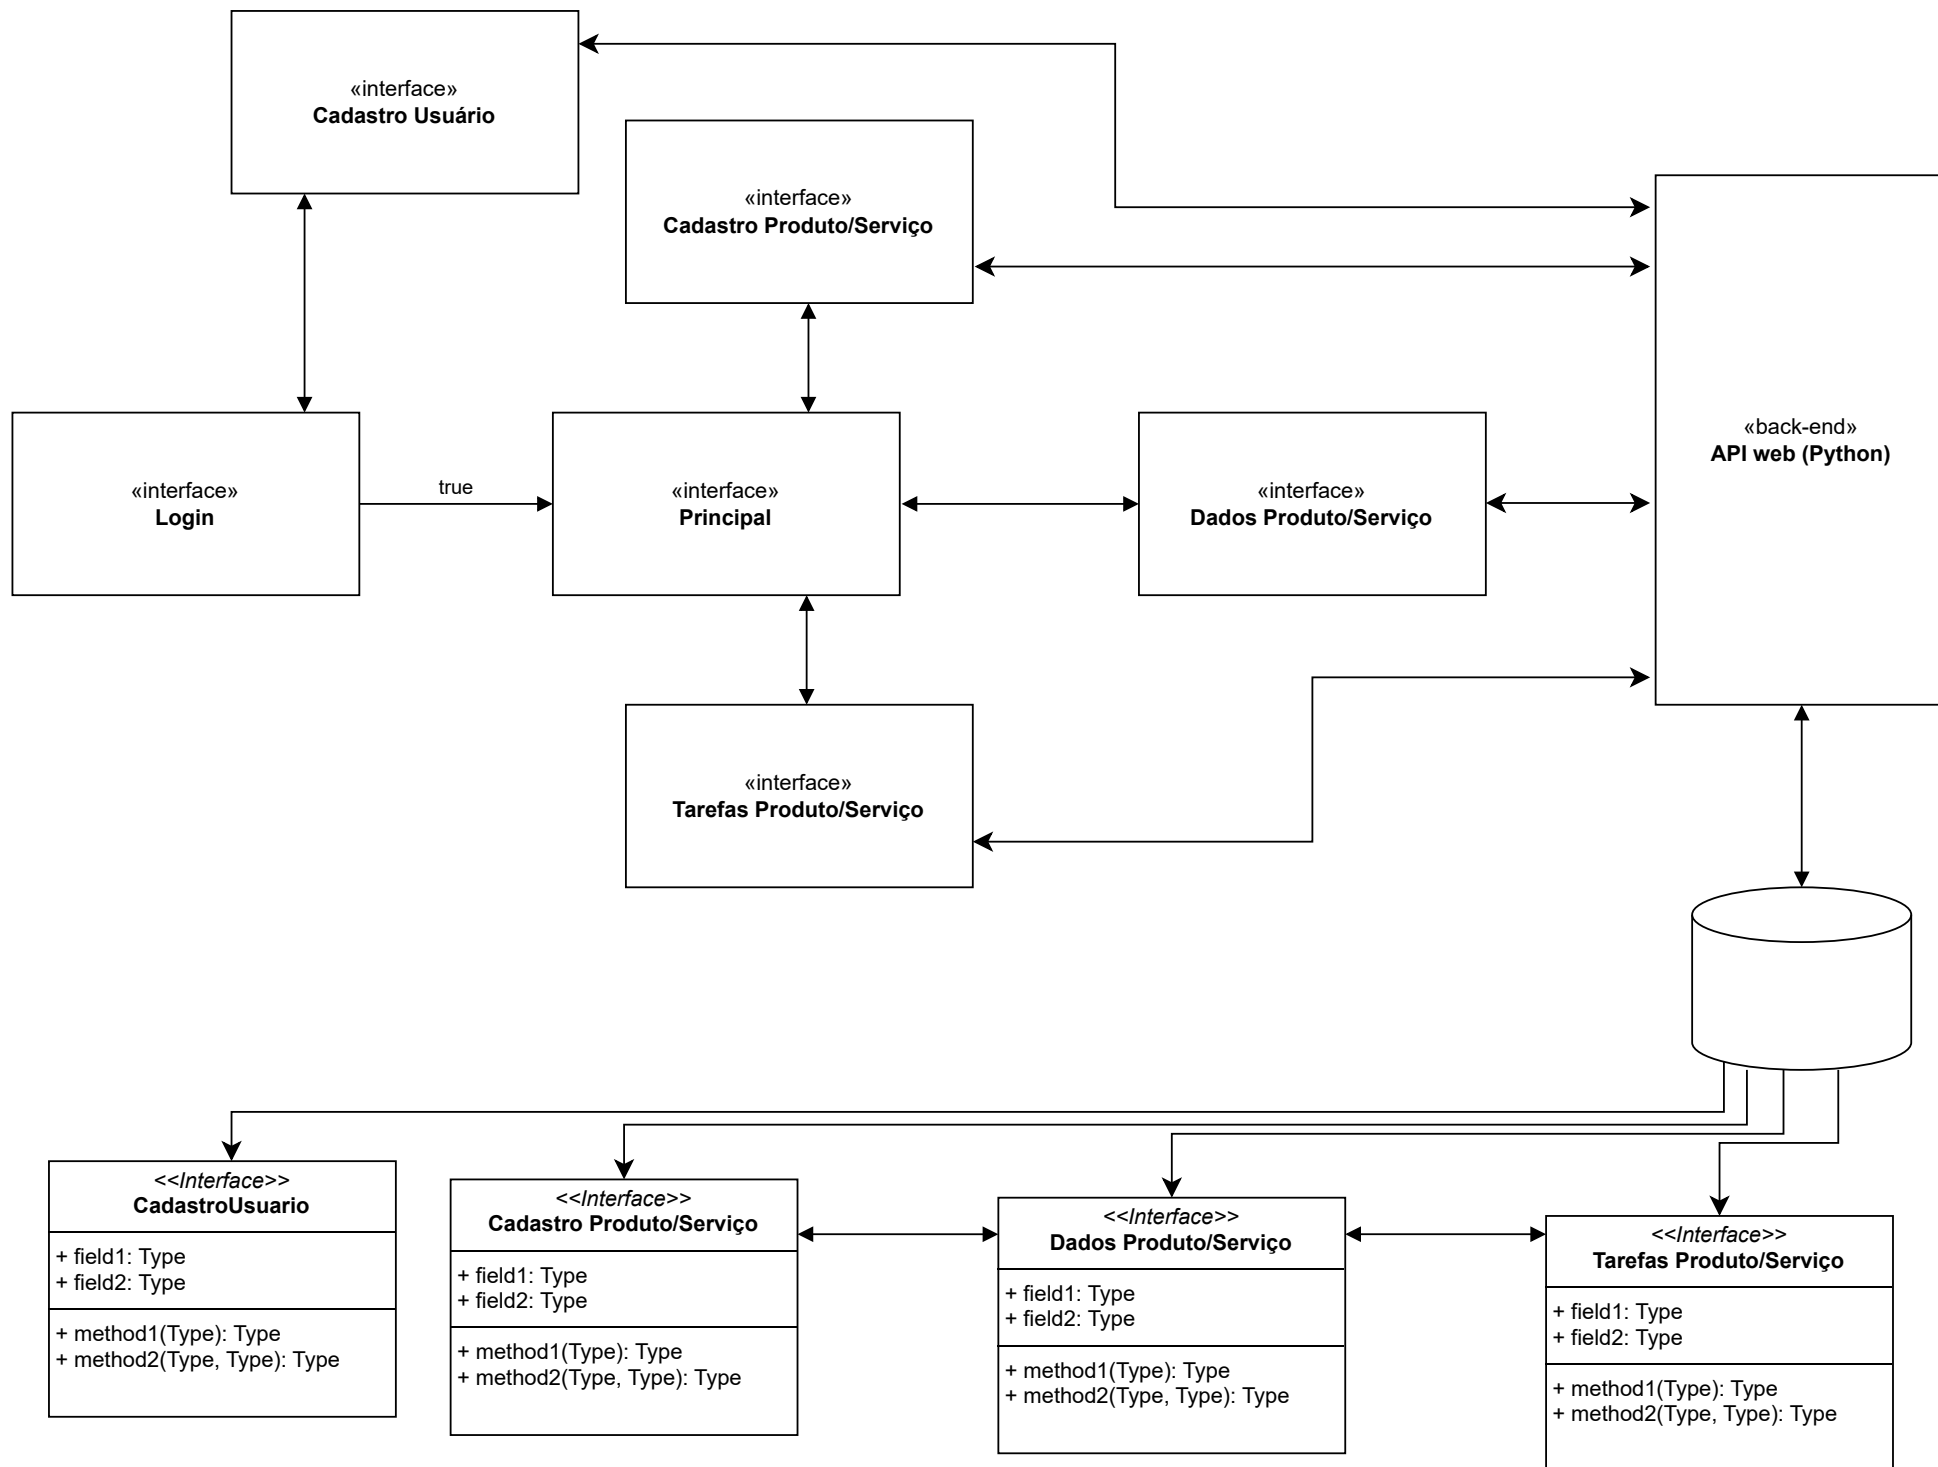 «interface»
Cadastro Usuário
«interface»
Cadastro Produto/Serviço
«back-end»
API web (Python)
«interface»
Login
true
«interface»
Principal
«interface»
Dados Produto/Serviço
«interface»
Tarefas Produto/Serviço
<<Interface>>
CadastroUsuario
+ field1: Type
+ field2: Type
+ method1(Type): Type
+ method2(Type, Type): Type
<<Interface>>
Cadastro Produto/Serviço
+ field1: Type
+ field2: Type
+ method1(Type): Type
+ method2(Type, Type): Type
<<Interface>>
Dados Produto/Serviço
+ field1: Type
+ field2: Type
+ method1(Type): Type
+ method2(Type, Type): Type
<<Interface>>
Tarefas Produto/Serviço
+ field1: Type
+ field2: Type
+ method1(Type): Type
+ method2(Type, Type): Type